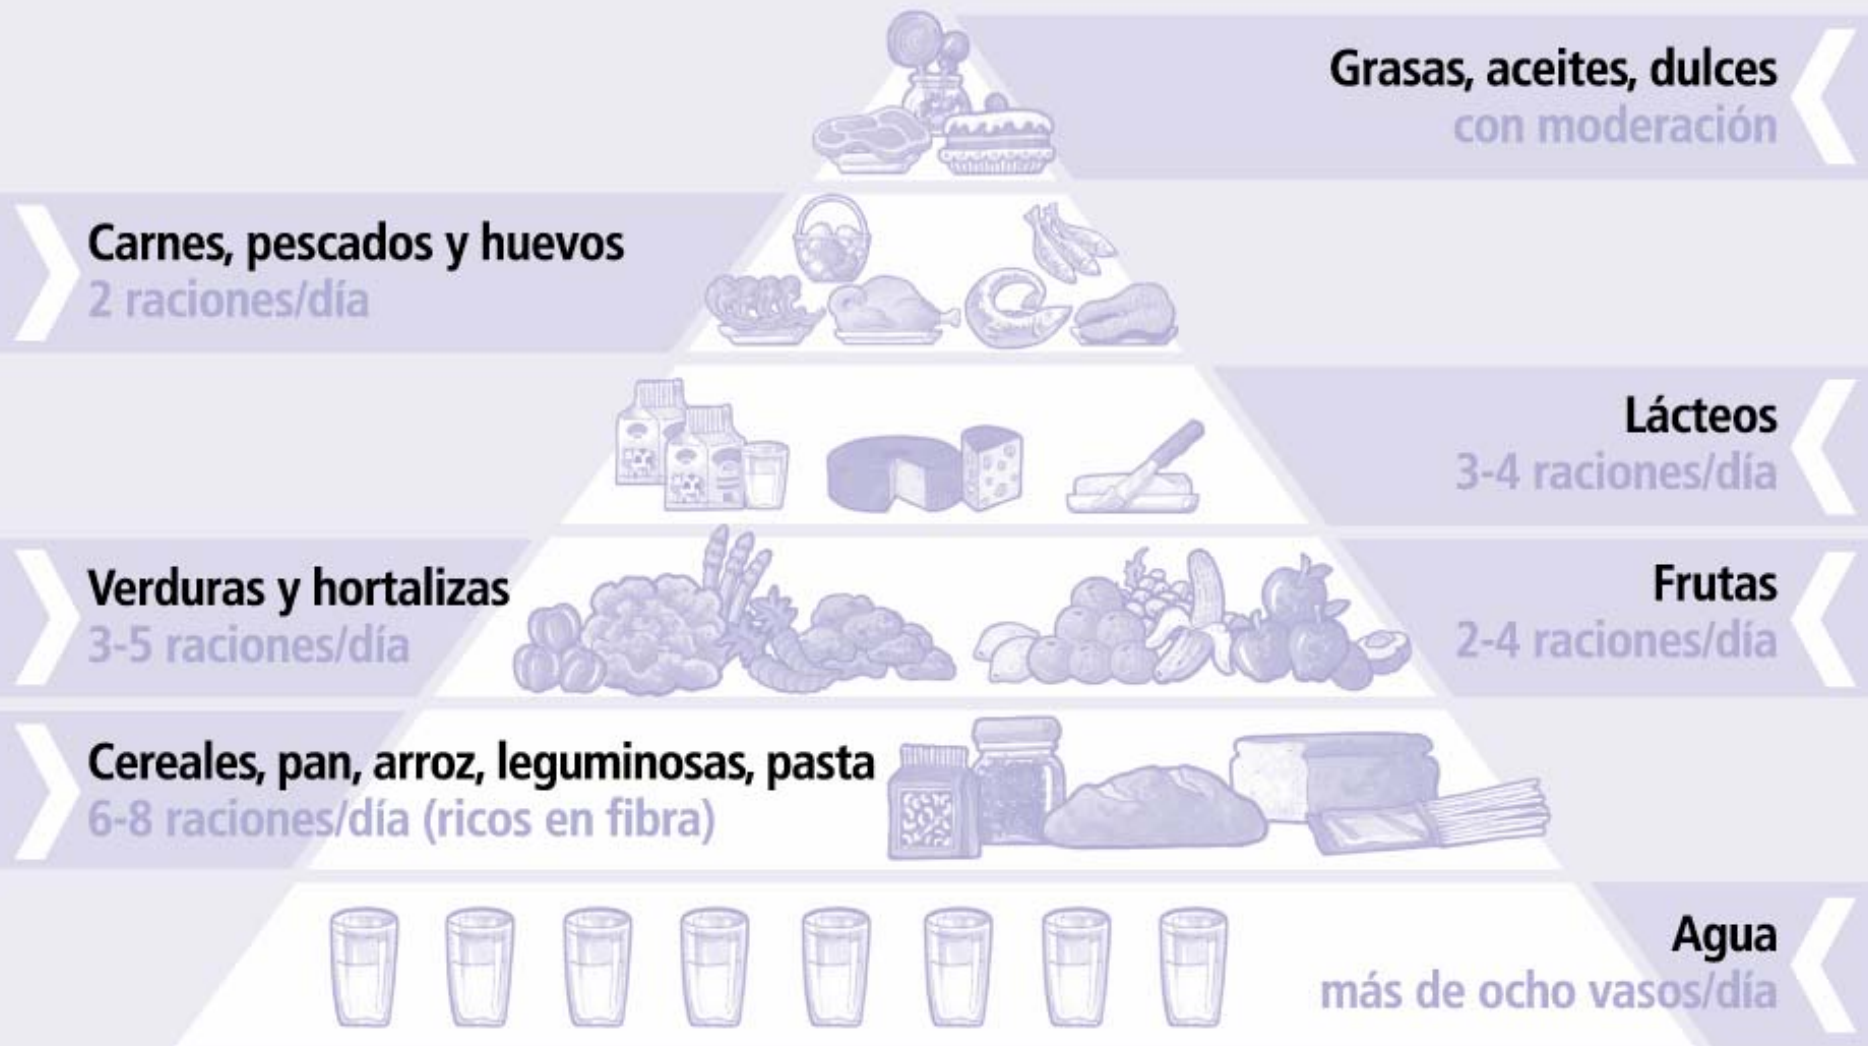 Grasas, aceites, dulces
con moderación
Carnes, pescados y huevos
2 raciones/día
Lácteos
3-4 raciones/día
Verduras y hortalizas
3-5 raciones/día
Frutas
2-4 raciones/día
Cereales, pan, arroz, leguminosas, pasta
6-8 raciones/día (ricos en fibra)
Agua
más de ocho vasos/día